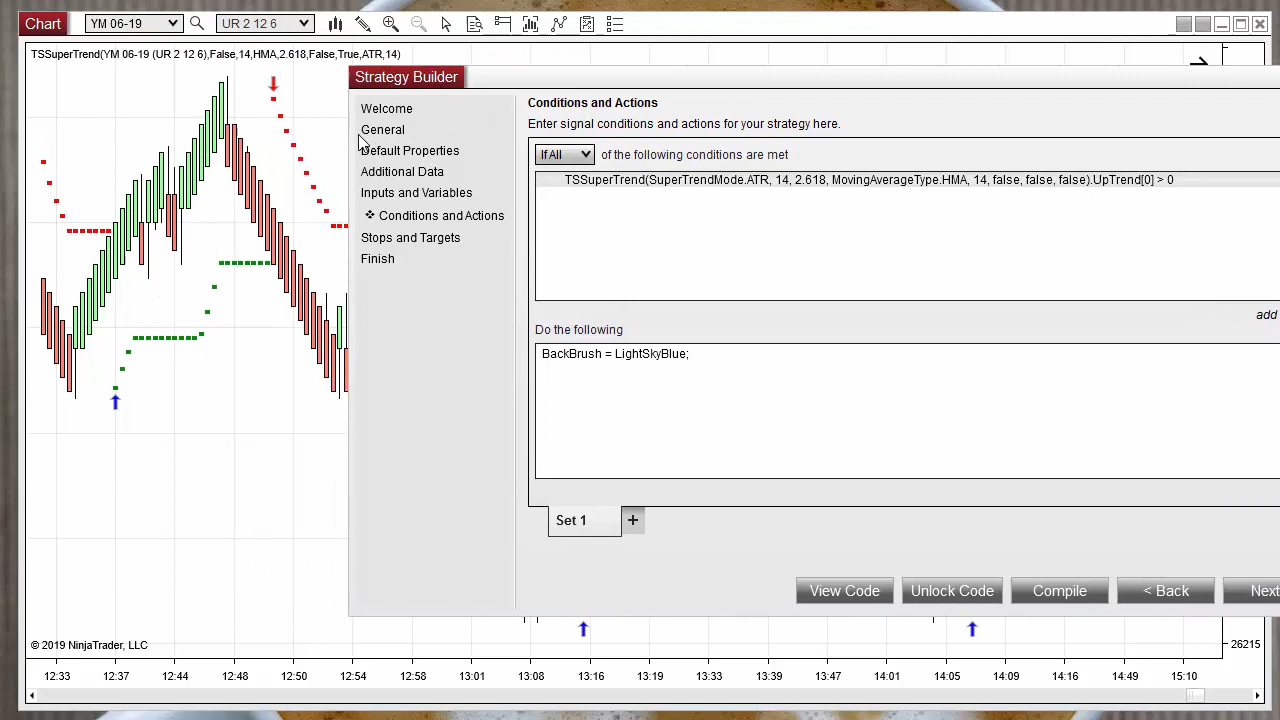 Chart YM 06-19 UR 2 12 6
TSSuperTrend(YM 06-19 (UR 2 12 6),False,14,HMA,2.618,False,True,ATR,14)
Strategy Builder
Welcome
General
Default Properties
Additional Data
Inputs and Variables
❖ Conditions and Actions
Stops and Targets
Finish
Conditions and Actions
Enter signal conditions and actions for your strategy here.
If All of the following conditions are met
TSSuperTrend(SuperTrendMode.ATR, 14, 2.618, MovingAverageType.HMA, 14, false, false, false).UpTrend[0] > 0
add
Do the following
BackBrush = LightSkyBlue;
Set 1 +
View Code Unlock Code Compile < Back Next
© 2019 NinjaTrader, LLC
26215
12:33 12:37 12:44 12:48 12:50 12:54 12:57 13:00 13:08 13:16 13:19 13:33 13:39 13:47 14:01 14:05 14:09 14:49 15:10